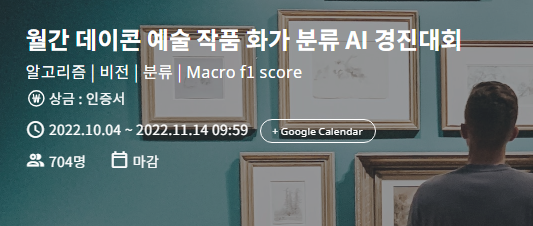 월간 데이콘 예술 작품 화가 분류 AI 경진대회
알고리즘 | 비전 | 분류 | Macro f1 score
₩ 상금 : 인증서
2022.10.04 ~ 2022.11.14 09:59 + Google Calendar
704명 마감